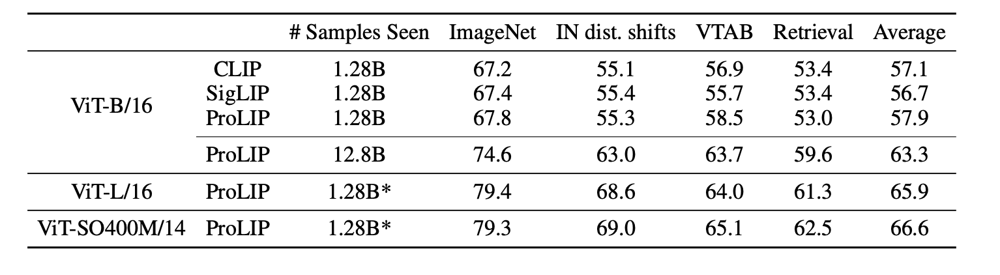 # Samples Seen ImageNet IN dist. shifts VTAB Retrieval Average
CLIP 1.28B 67.2 55.1 56.9 53.4 57.1
SigLIP 1.28B 67.4 55.4 55.7 53.4 56.7
ViT-B/16
ProLIP 1.28B 67.8 55.3 58.5 53.0 57.9
ProLIP 12.8B 74.6 63.0 63.7 59.6 63.3
ViT-L/16 ProLIP 1.28B* 79.4 68.6 64.0 61.3 65.9
ViT-SO400M/14 ProLIP 1.28B* 79.3 69.0 65.1 62.5 66.6